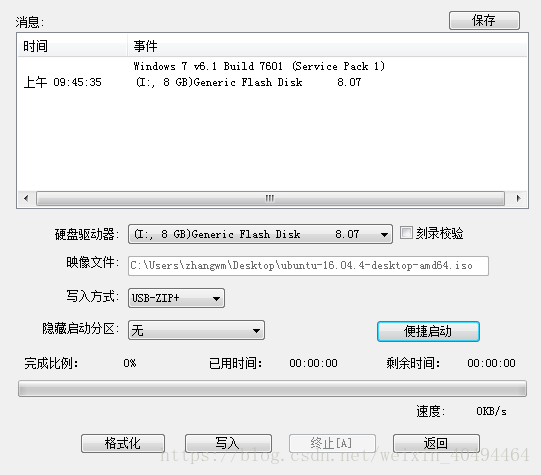 消息： 保存
时间 事件
Windows 7 v6.1 Build 7601 (Service Pack 1)
上午 09:45:35 (I:, 8 GB)Generic Flash Disk 8.07
硬盘驱动器： (I:, 8 GB)Generic Flash Disk 8.07 刻录校验
映像文件： C:\Users\zhangwm\Desktop\ubuntu-16.04.4-desktop-amd64.iso
写入方式： USB-ZIP+
隐藏启动分区： 无 便捷启动
完成比例： 0% 已用时间： 00:00:00 剩余时间： 00:00:00
速度： 0KB/s
格式化 写入 终止[A] 返回
https://blog.csdn.net/weixin_40494464